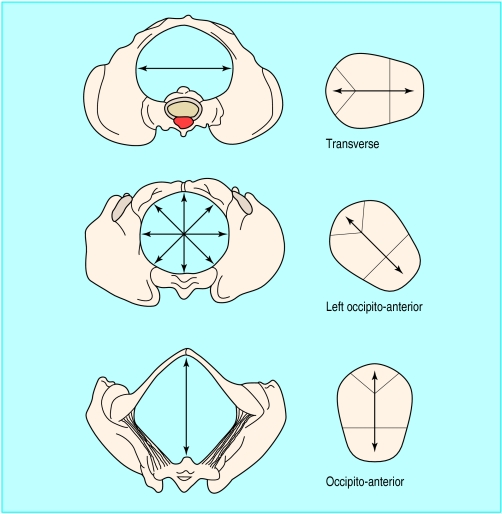 Transverse
Left occipito-anterior
Occipito-anterior